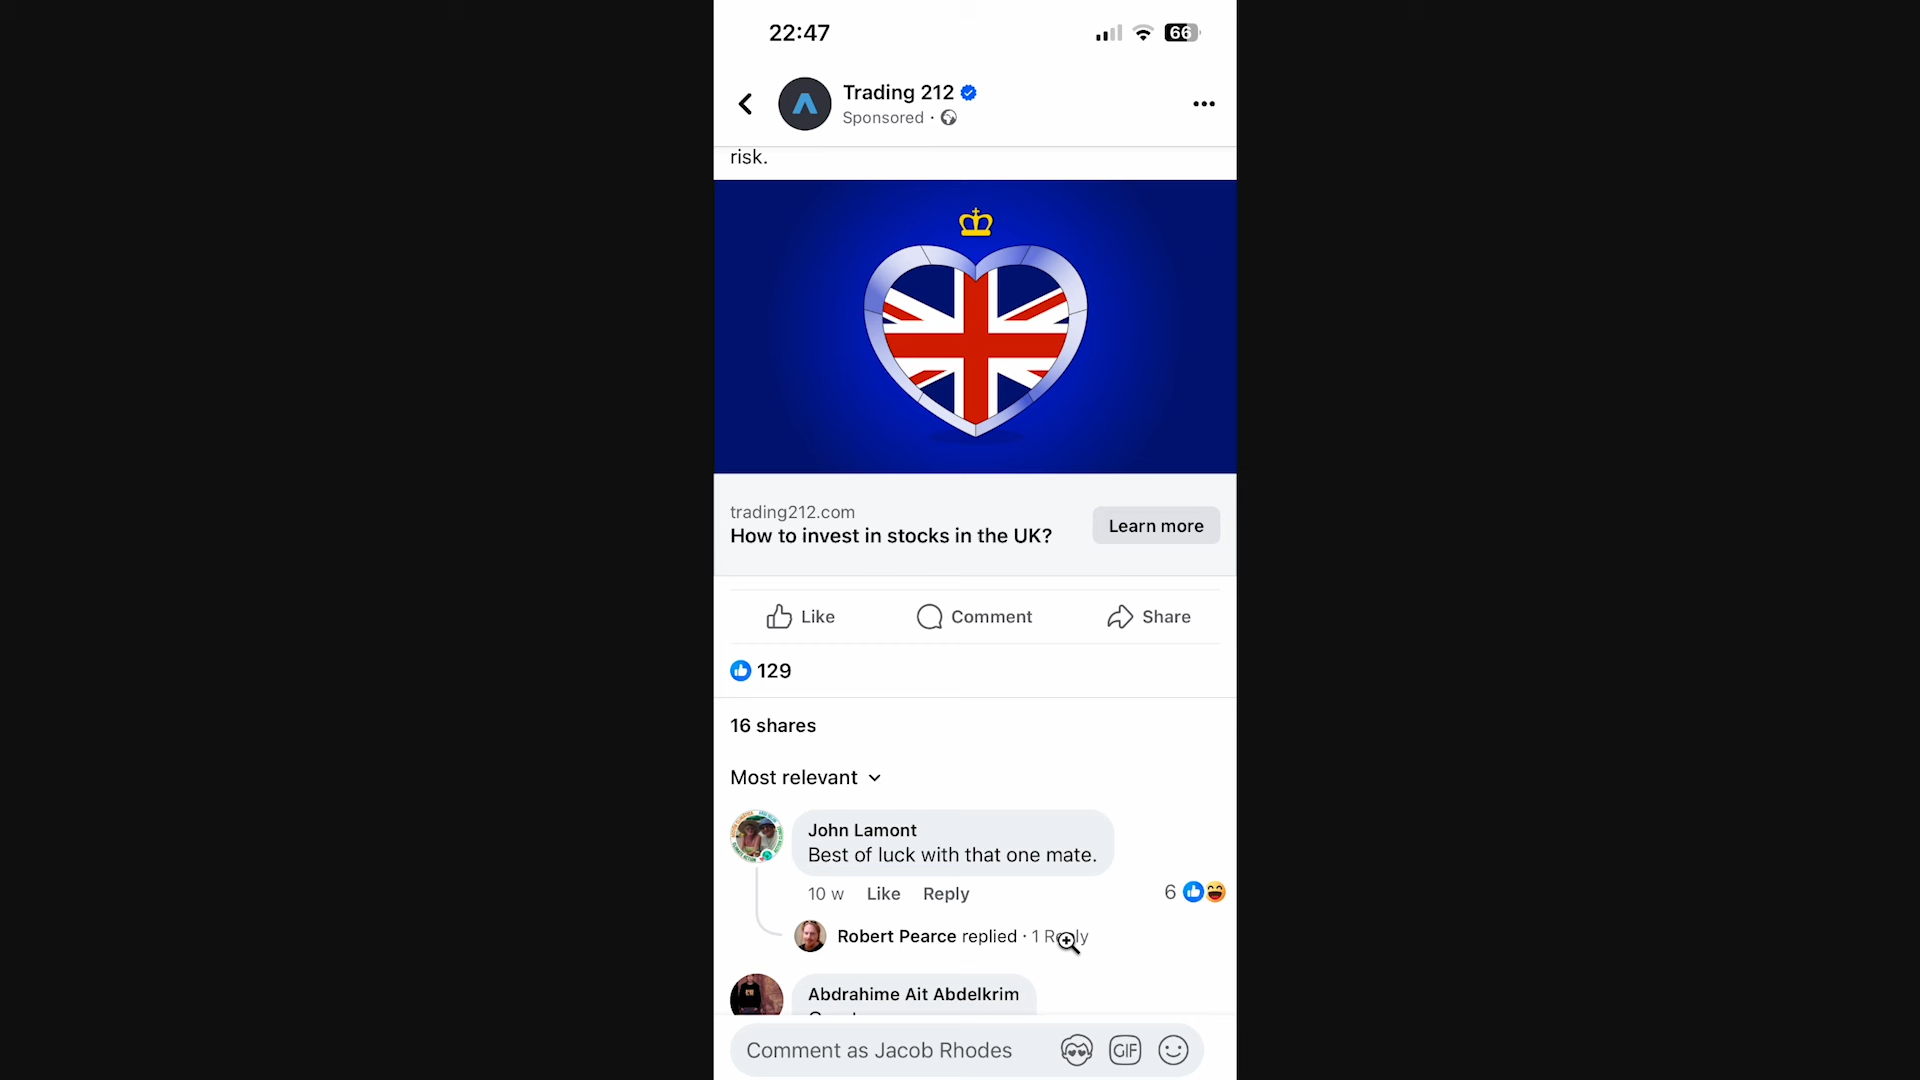 22:47
66
Trading 212
Sponsored ·
risk.
trading212.com
How to invest in stocks in the UK?
Learn more
Like
Comment
Share
129
16 shares
Most relevant
John Lamont
Best of luck with that one mate.
10 w Like Reply
6
Robert Pearce replied · 1 Reply
Abdrahime Ait Abdelkrim
Comment as Jacob Rhodes
GIF